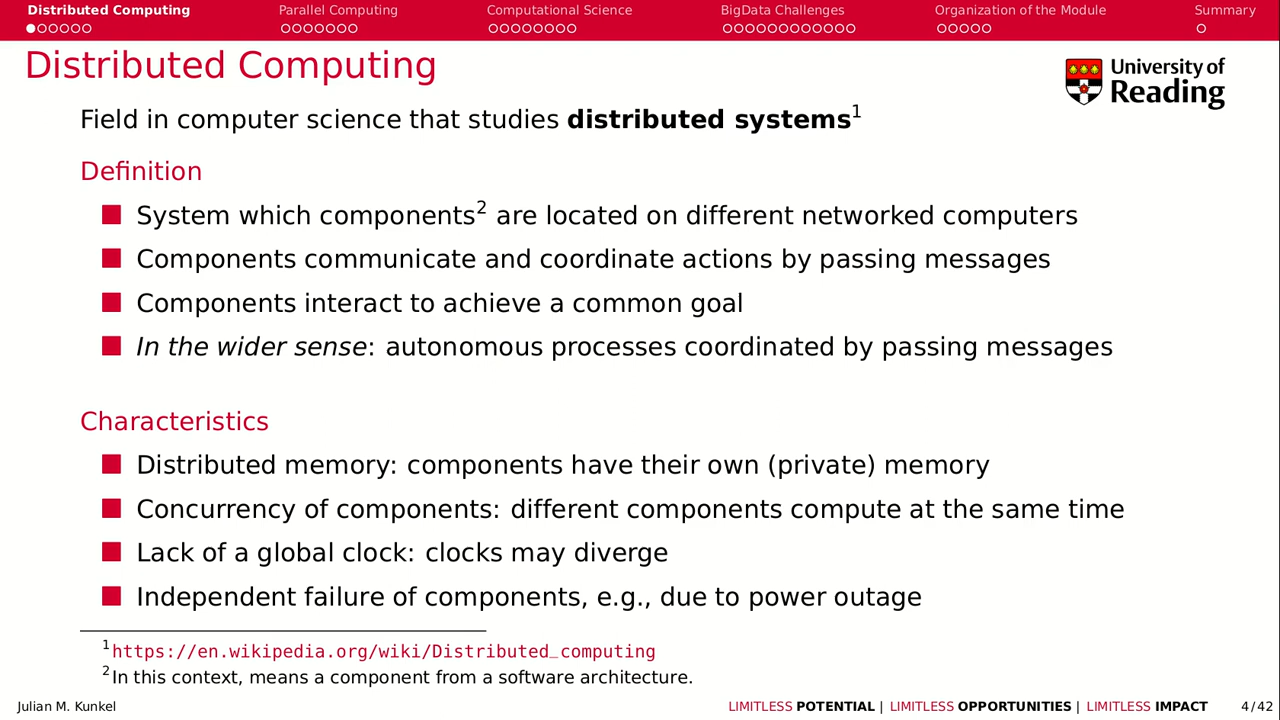 Distributed Computing Parallel Computing Computational Science BigData Challenges Organization of the Module Summary
Distributed Computing
University of
Reading
Field in computer science that studies distributed systems1
Definition
System which components2 are located on different networked computers
Components communicate and coordinate actions by passing messages
Components interact to achieve a common goal
In the wider sense: autonomous processes coordinated by passing messages
Characteristics
Distributed memory: components have their own (private) memory
Concurrency of components: different components compute at the same time
Lack of a global clock: clocks may diverge
Independent failure of components, e.g., due to power outage
1https://en.wikipedia.org/wiki/Distributed_computing
2In this context, means a component from a software architecture.
Julian M. Kunkel LIMITLESS POTENTIAL | LIMITLESS OPPORTUNITIES | LIMITLESS IMPACT 4/42